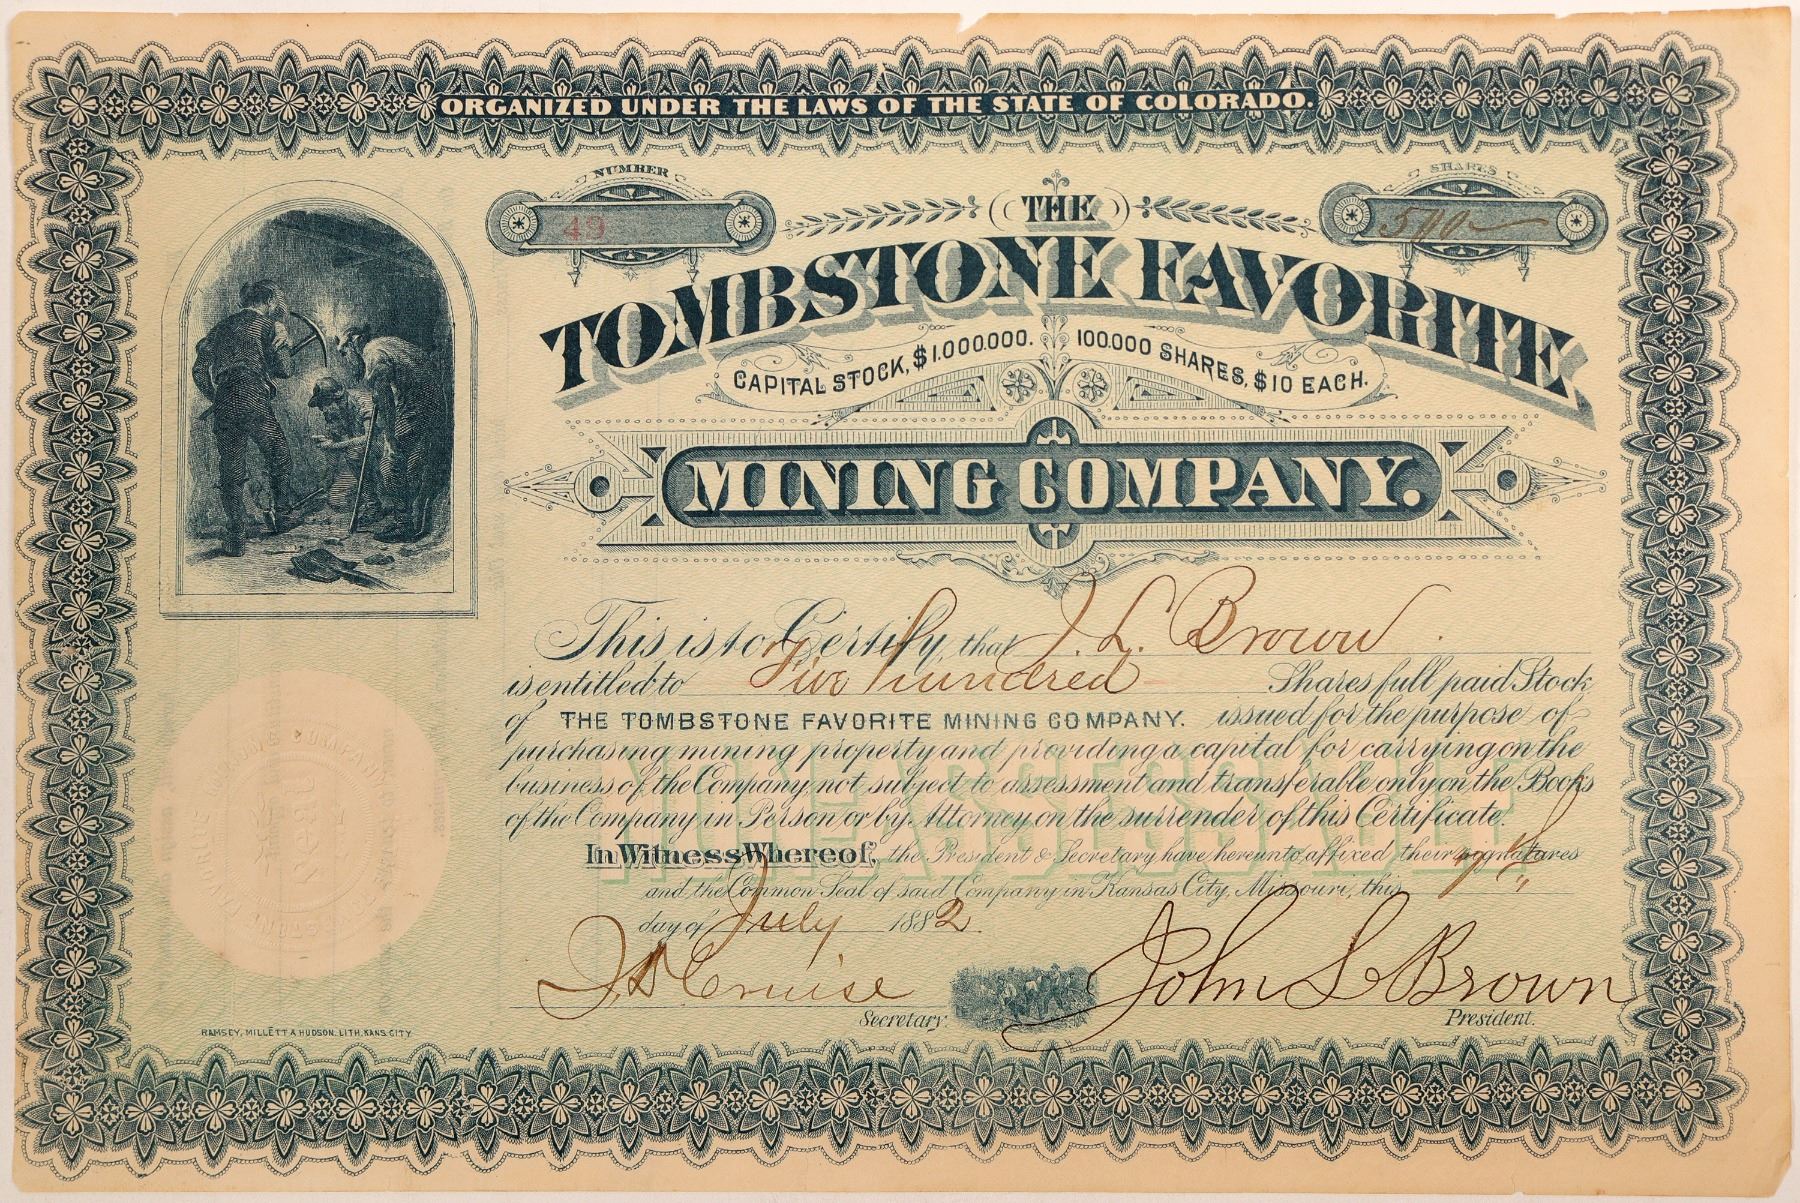 ORGANIZED UNDER THE LAWS OF THE STATE OF COLORADO.
NUMBER
SHARES
49
THE
500
TOMBSTONE FAVORITE
CAPITAL STOCK, $1.000.000. 100.000 SHARES, $10 EACH.
MINING COMPANY.
This is to Certify, that J. L. Brown
is entitled to Five hundred Shares full paid Stock
of THE TOMBSTONE FAVORITE MINING COMPANY. issued for the purpose of
purchasing mining property and providing a capital for carrying on the
business of the Company, not subject to assessment and transferable only on the Books
of the Company in Person or by Attorney on the surrender of this Certificate.
In Witness Whereof, the President & Secretary have hereunto affixed their signatures
and the Common Seal of said Company in Kansas City, Missouri, this 7th
day of July 1882.
J. D. Cruise John L Brown
Secretary. President.
RAMSEY, MILLETT & HUDSON. LITH. KANS. CITY